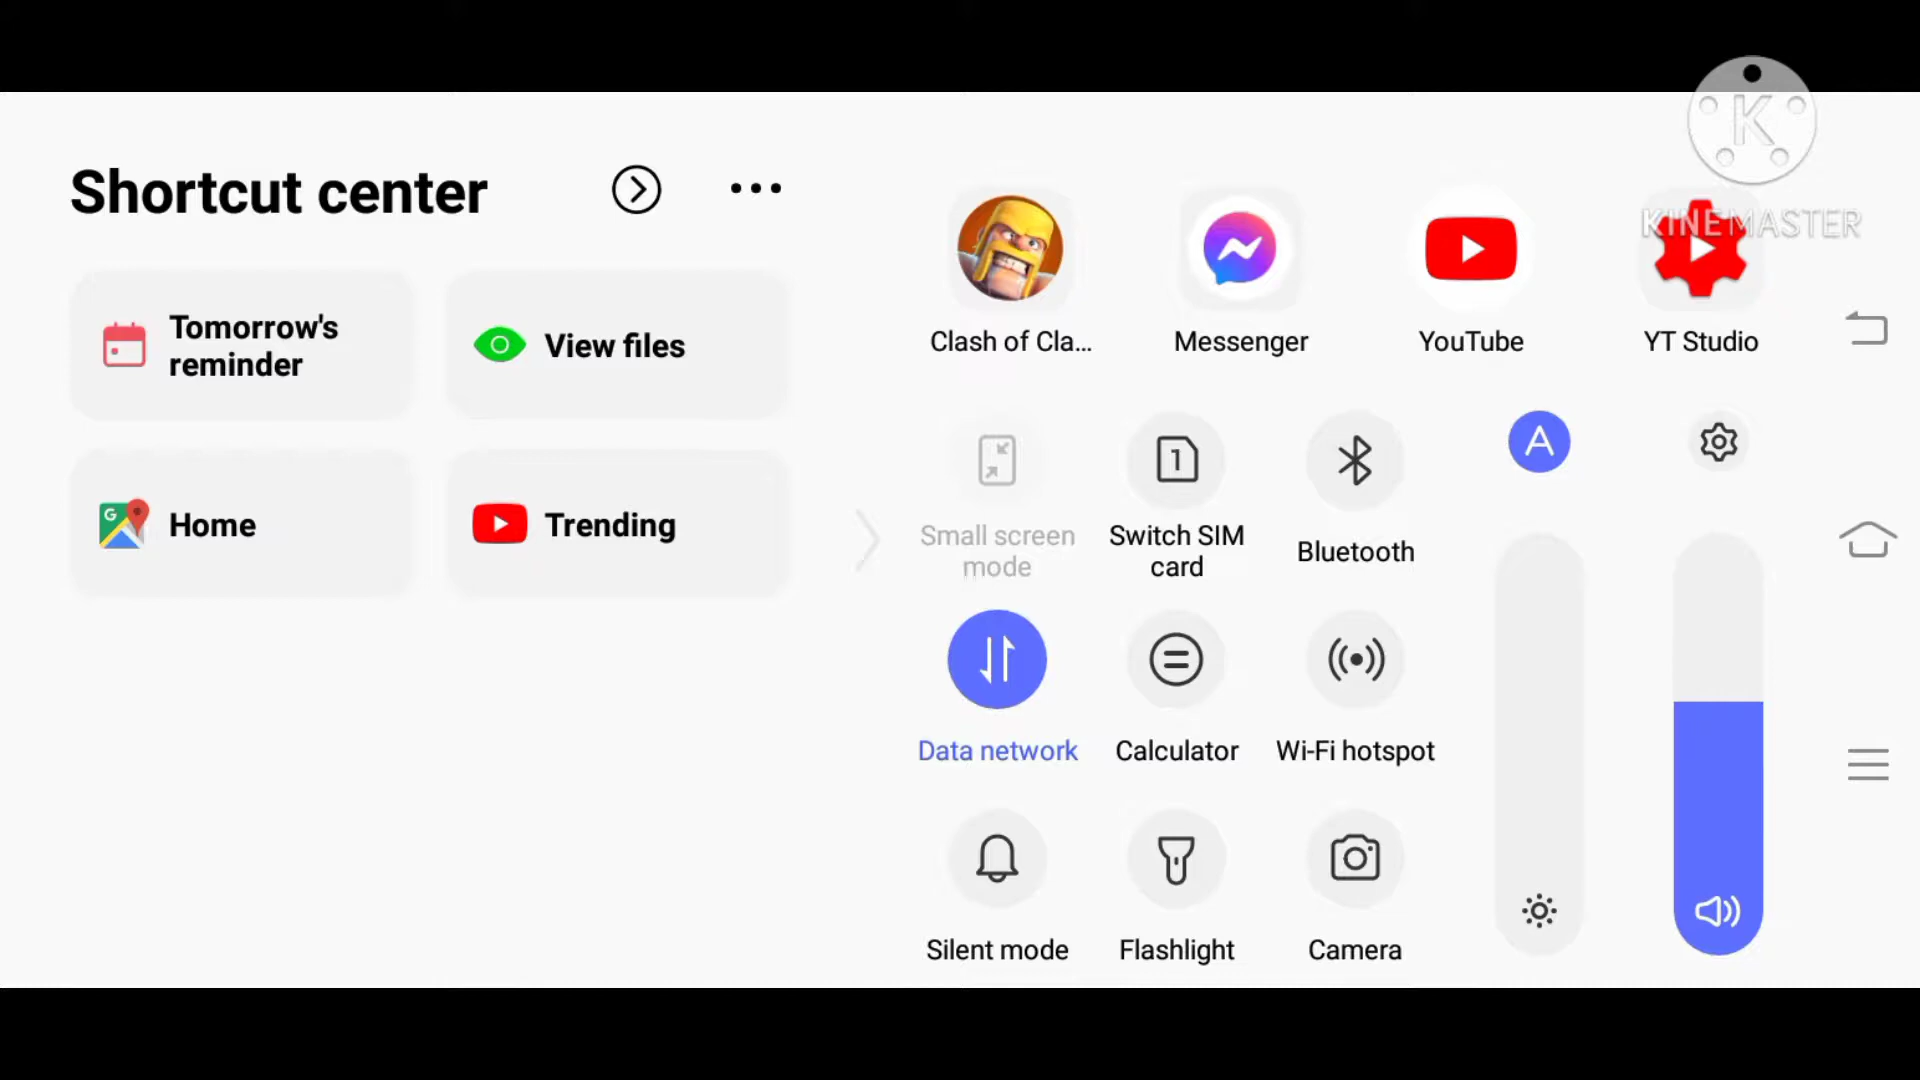 Shortcut center
Tomorrow's
reminder
View files
Home
Trending
K
KINEMASTER
Clash of Cla...
Messenger
YouTube
YT Studio
1
A
Small screen
mode
Switch SIM
card
Bluetooth
Data network
Calculator
Wi-Fi hotspot
Silent mode
Flashlight
Camera
G